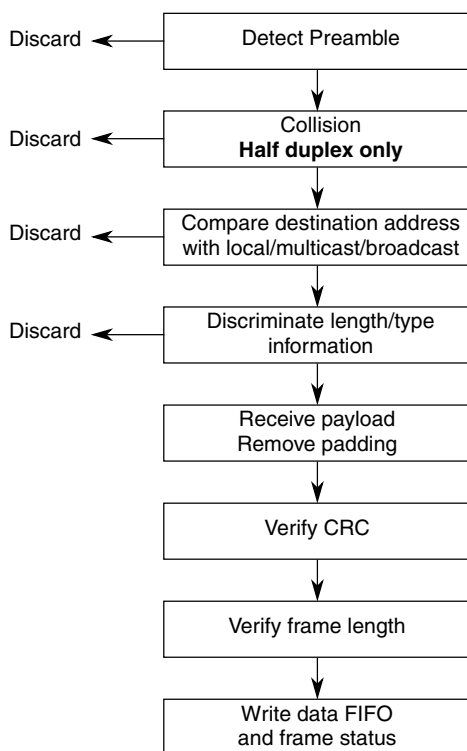 Discard
Detect Preamble
Discard
Collision
Half duplex only
Discard
Compare destination address
with local/multicast/broadcast
Discard
Discriminate length/type
information
Receive payload
Remove padding
Verify CRC
Verify frame length
Write data FIFO
and frame status